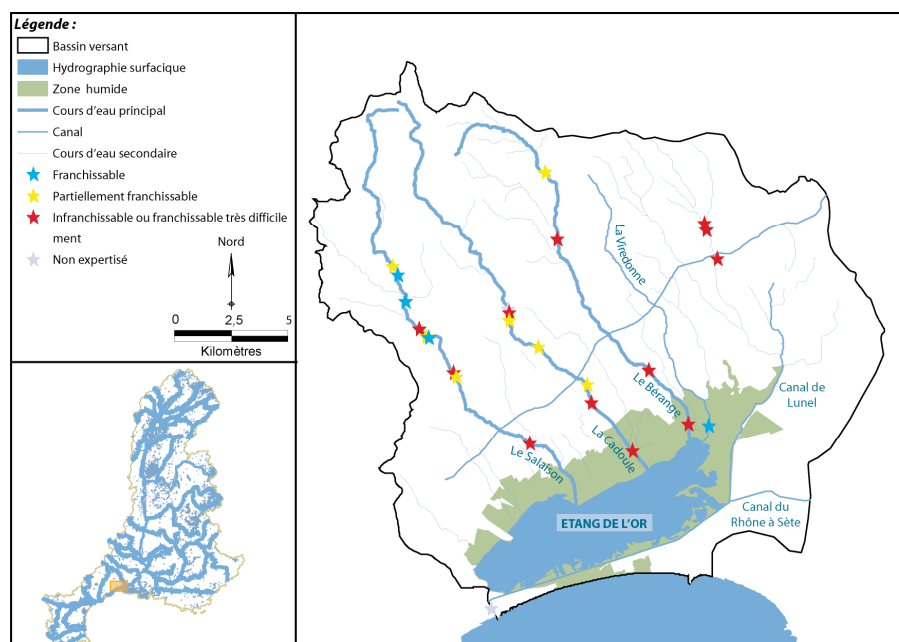 Légende :
Bassin versant
Hydrographie surfacique
Zone humide
Cours d'eau principal
Canal
Cours d'eau secondaire
Franchissable
Partiellement franchissable
Infranchissable ou franchissable très difficile
ment
Non expertisé
Nord
0 2,5 5
Kilomètres
La Viredonne
Le Bérange
Canal de
Lunel
La Cadoule
Le Salaison
Canal du
Rhône à Sète
ETANG DE L'OR